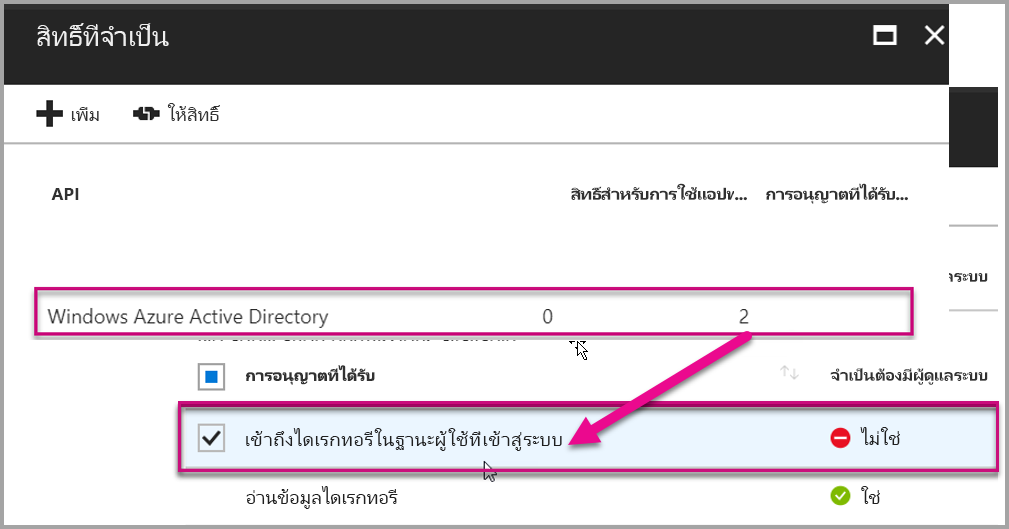 สิทธิ์ที่จำเป็น
เพิ่ม ให้สิทธิ์
API สิทธิ์สำหรับการใช้แอปพ... การอนุญาตที่ได้รับ...
ลระบบ
Windows Azure Active Directory 0 2
การอนุญาตที่ได้รับ จำเป็นต้องมีผู้ดูแลระบบ
เข้าถึงไดเรกทอรีในฐานะผู้ใช้ที่เข้าสู่ระบบ ไม่ใช่
อ่านข้อมูลไดเรกทอรี ใช่